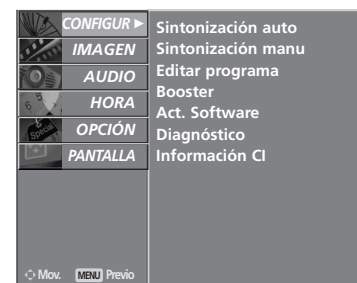 CONFIGUR ►
IMAGEN
AUDIO
HORA
OPCIÓN
PANTALLA
Sintonización auto
Sintonización manu
Editar programa
Booster
Act. Software
Diagnóstico
Información CI
Mov. MENU Previo